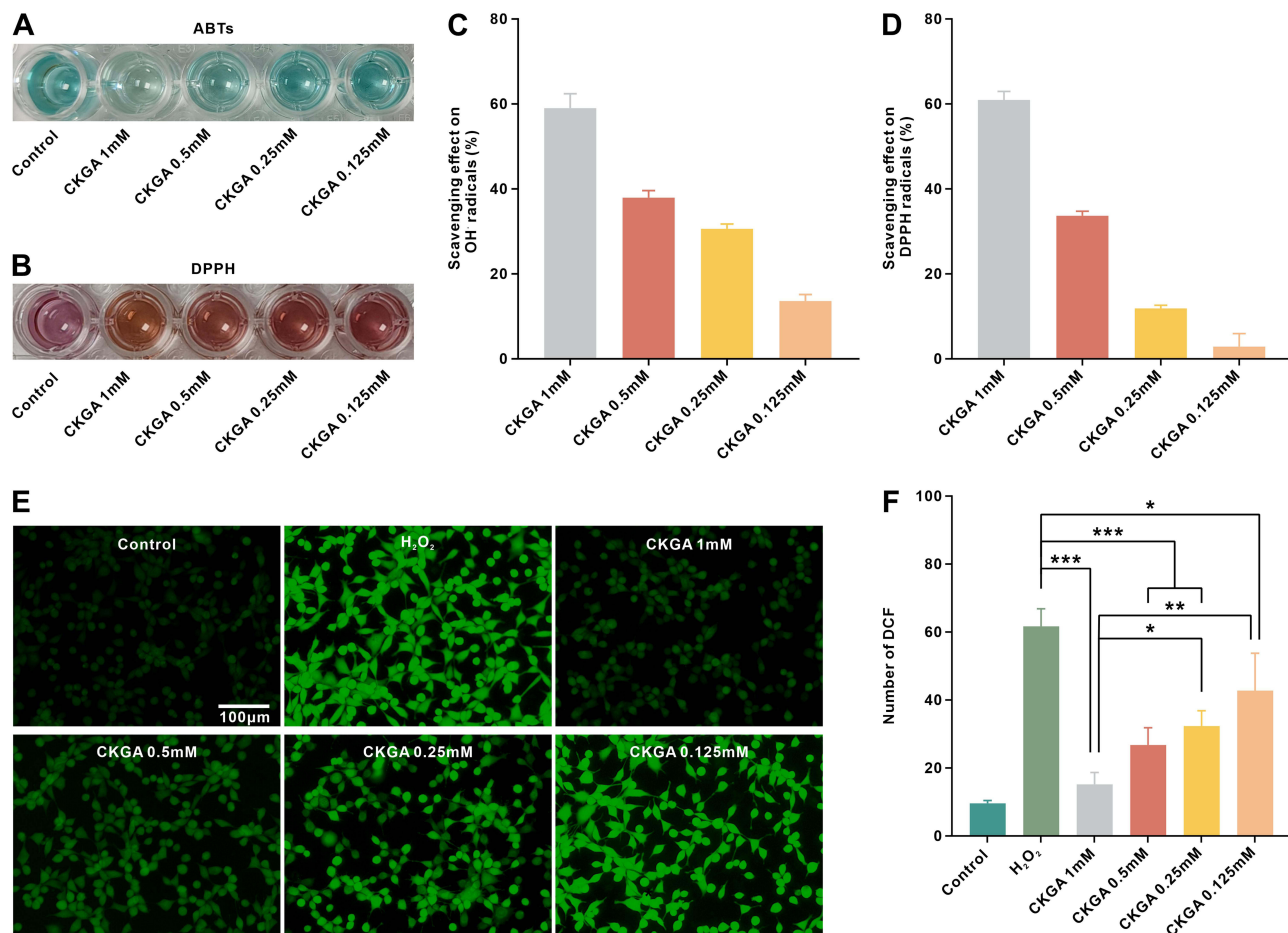 A
ABTs
Control
CKGA 1mM
CKGA 0.5mM
CKGA 0.25mM
CKGA 0.125mM
B
DPPH
Control
CKGA 1mM
CKGA 0.5mM
CKGA 0.25mM
CKGA 0.125mM
C
Scavenging effect on
OH· radicals (%)
80
60
40
20
0
CKGA 1mM
CKGA 0.5mM
CKGA 0.25mM
CKGA 0.125mM
D
Scavenging effect on
DPPH radicals (%)
80
60
40
20
0
CKGA 1mM
CKGA 0.5mM
CKGA 0.25mM
CKGA 0.125mM
E
Control
100μm
H₂O₂
CKGA 1mM
CKGA 0.5mM
CKGA 0.25mM
CKGA 0.125mM
F
Number of DCF
100
80
60
40
20
0
*
***
***
**
*
Control
H₂O₂
CKGA 1mM
CKGA 0.5mM
CKGA 0.25mM
CKGA 0.125mM